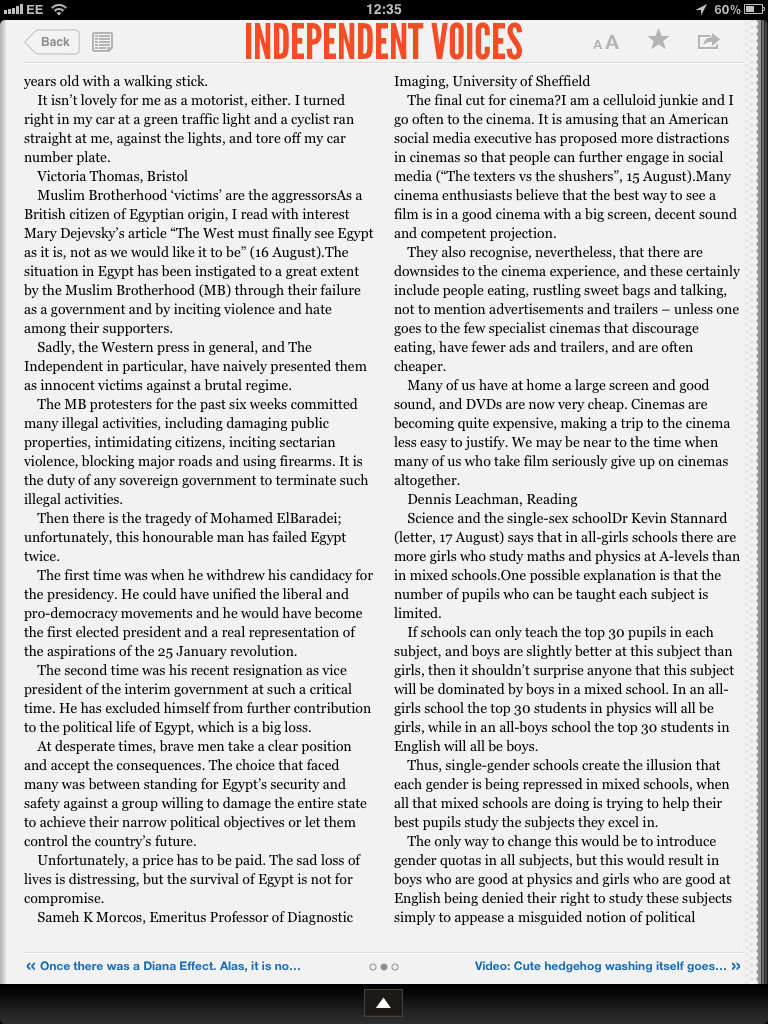 EE
12:35
60%
Back
INDEPENDENT VOICES
A A
years old with a walking stick.
It isn't lovely for me as a motorist, either. I turned
right in my car at a green traffic light and a cyclist ran
straight at me, against the lights, and tore off my car
number plate.
Victoria Thomas, Bristol
Muslim Brotherhood ‘victims’ are the aggressorsAs a
British citizen of Egyptian origin, I read with interest
Mary Dejevsky’s article “The West must finally see Egypt
as it is, not as we would like it to be” (16 August).The
situation in Egypt has been instigated to a great extent
by the Muslim Brotherhood (MB) through their failure
as a government and by inciting violence and hate
among their supporters.
Sadly, the Western press in general, and The
Independent in particular, have naively presented them
as innocent victims against a brutal regime.
The MB protesters for the past six weeks committed
many illegal activities, including damaging public
properties, intimidating citizens, inciting sectarian
violence, blocking major roads and using firearms. It is
the duty of any sovereign government to terminate such
illegal activities.
Then there is the tragedy of Mohamed ElBaradei;
unfortunately, this honourable man has failed Egypt
twice.
The first time was when he withdrew his candidacy for
the presidency. He could have unified the liberal and
pro-democracy movements and he would have become
the first elected president and a real representation of
the aspirations of the 25 January revolution.
The second time was his recent resignation as vice
president of the interim government at such a critical
time. He has excluded himself from further contribution
to the political life of Egypt, which is a big loss.
At desperate times, brave men take a clear position
and accept the consequences. The choice that faced
many was between standing for Egypt’s security and
safety against a group willing to damage the entire state
to achieve their narrow political objectives or let them
control the country’s future.
Unfortunately, a price has to be paid. The sad loss of
lives is distressing, but the survival of Egypt is not for
compromise.
Sameh K Morcos, Emeritus Professor of Diagnostic
Imaging, University of Sheffield
The final cut for cinema?I am a celluloid junkie and I
go often to the cinema. It is amusing that an American
social media executive has proposed more distractions
in cinemas so that people can further engage in social
media (“The texters vs the shushers”, 15 August).Many
cinema enthusiasts believe that the best way to see a
film is in a good cinema with a big screen, decent sound
and competent projection.
They also recognise, nevertheless, that there are
downsides to the cinema experience, and these certainly
include people eating, rustling sweet bags and talking,
not to mention advertisements and trailers – unless one
goes to the few specialist cinemas that discourage
eating, have fewer ads and trailers, and are often
cheaper.
Many of us have at home a large screen and good
sound, and DVDs are now very cheap. Cinemas are
becoming quite expensive, making a trip to the cinema
less easy to justify. We may be near to the time when
many of us who take film seriously give up on cinemas
altogether.
Dennis Leachman, Reading
Science and the single-sex schoolDr Kevin Stannard
(letter, 17 August) says that in all-girls schools there are
more girls who study maths and physics at A-levels than
in mixed schools.One possible explanation is that the
number of pupils who can be taught each subject is
limited.
If schools can only teach the top 30 pupils in each
subject, and boys are slightly better at this subject than
girls, then it shouldn’t surprise anyone that this subject
will be dominated by boys in a mixed school. In an all-
girls school the top 30 students in physics will all be
girls, while in an all-boys school the top 30 students in
English will all be boys.
Thus, single-gender schools create the illusion that
each gender is being repressed in mixed schools, when
all that mixed schools are doing is trying to help their
best pupils study the subjects they excel in.
The only way to change this would be to introduce
gender quotas in all subjects, but this would result in
boys who are good at physics and girls who are good at
English being denied their right to study these subjects
simply to appease a misguided notion of political
« Once there was a Diana Effect. Alas, it is no...
Video: Cute hedgehog washing itself goes... »